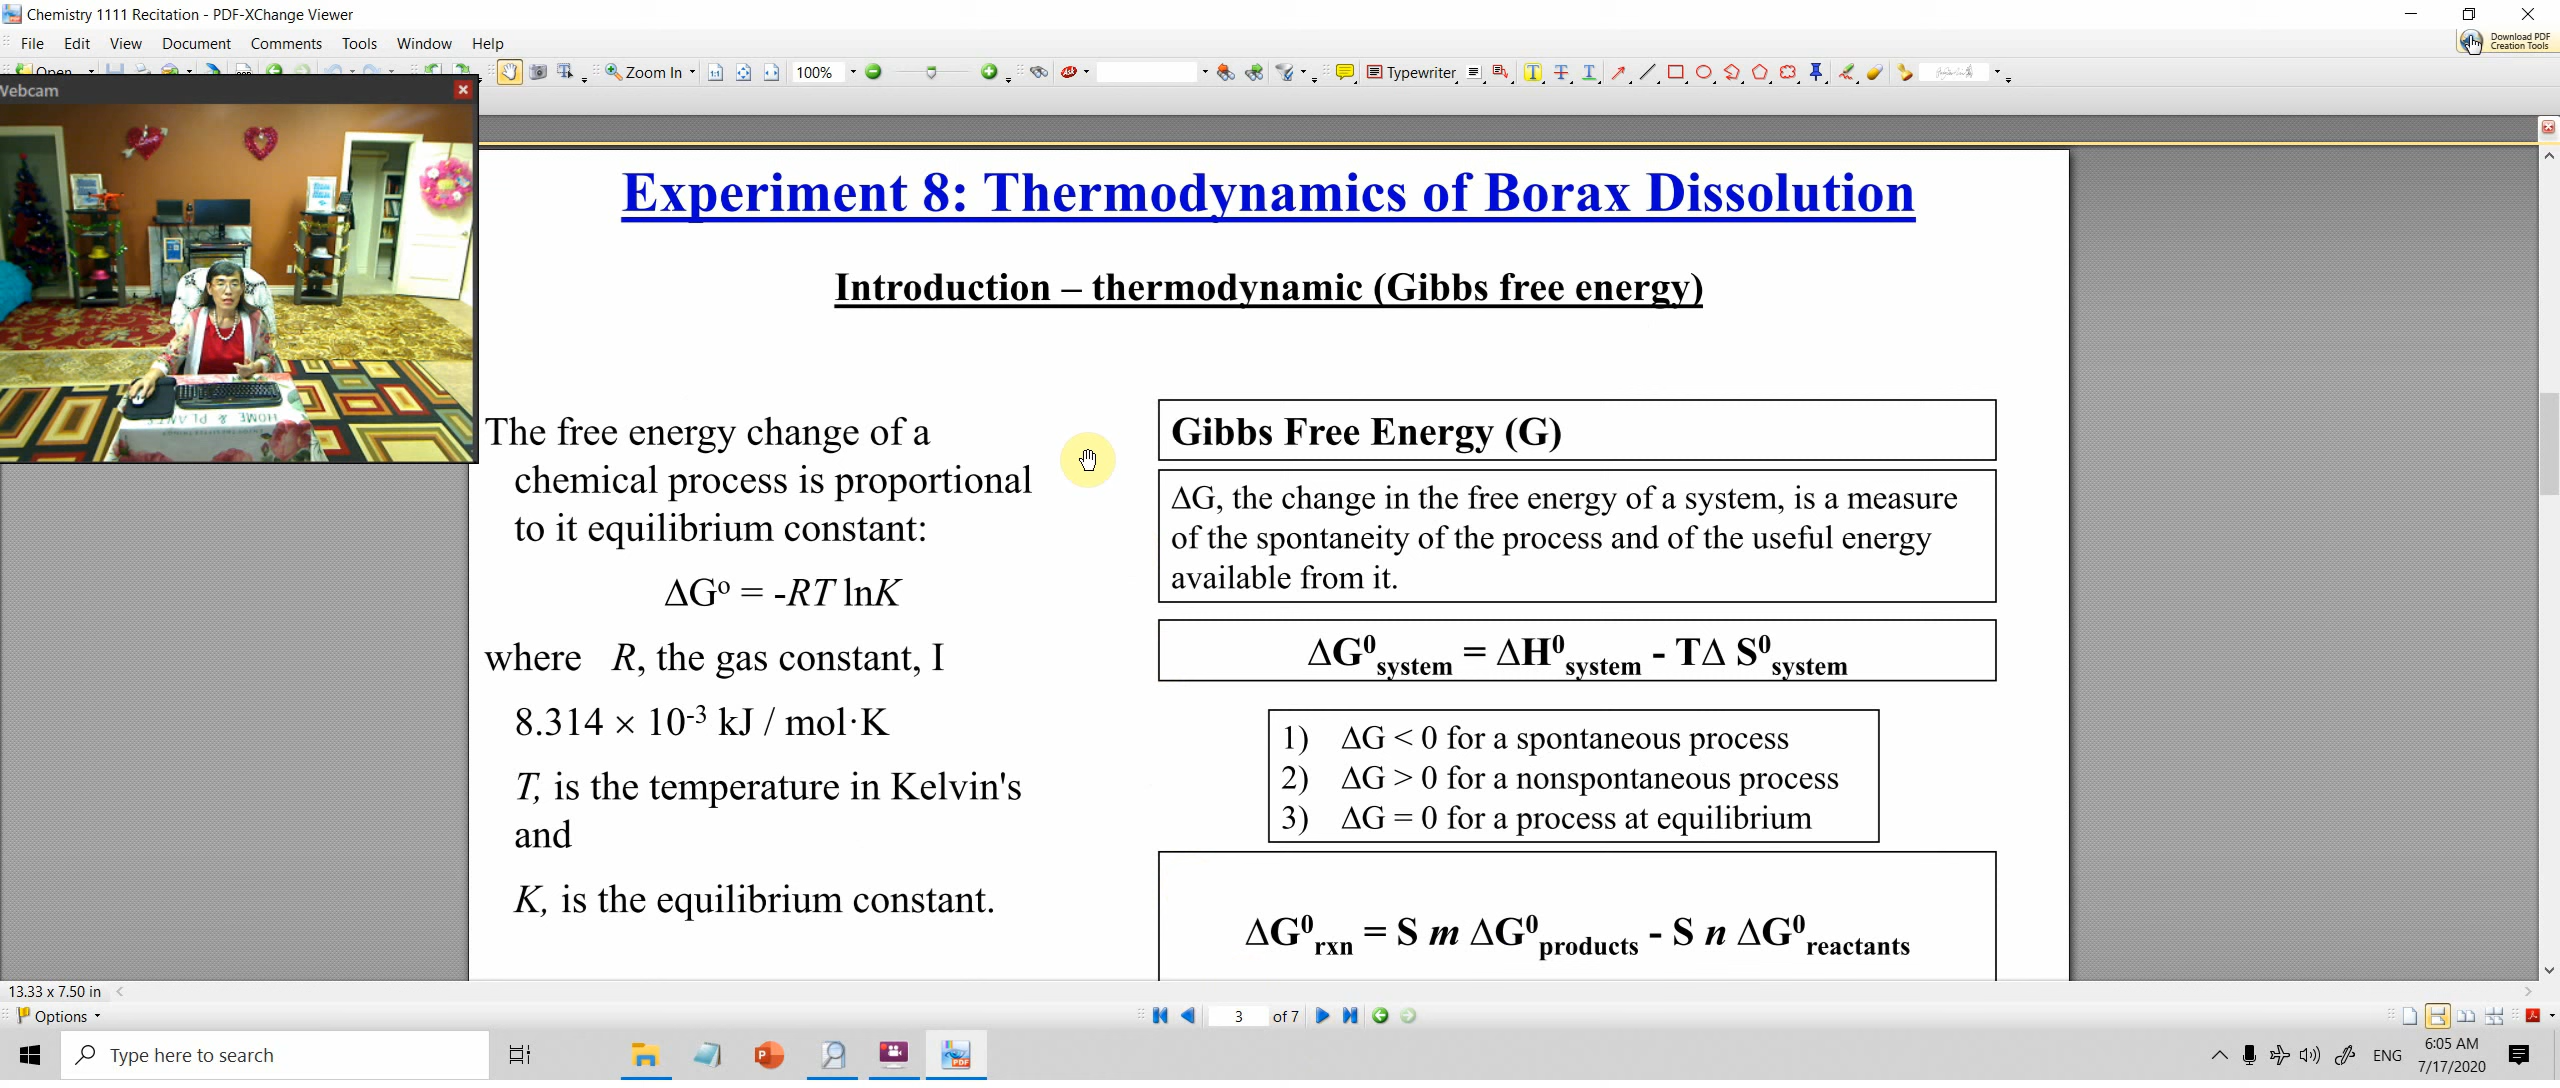 Chemistry 1111 Recitation - PDF-XChange Viewer
File Edit View Document Comments Tools Window Help
Download PDF
Creation Tools
Open Zoom In 100% Typewriter
Webcam
HOME & PLANTS
Experiment 8: Thermodynamics of Borax Dissolution
Introduction – thermodynamic (Gibbs free energy)
The free energy change of a
chemical process is proportional
to it equilibrium constant:
ΔGº = -RT lnK
where R, the gas constant, I
8.314 × 10⁻³ kJ / mol·K
T, is the temperature in Kelvin's
and
K, is the equilibrium constant.
Gibbs Free Energy (G)
ΔG, the change in the free energy of a system, is a measure
of the spontaneity of the process and of the useful energy
available from it.
ΔG⁰system = ΔH⁰system - TΔ S⁰system
1) ΔG < 0 for a spontaneous process
2) ΔG > 0 for a nonspontaneous process
3) ΔG = 0 for a process at equilibrium
ΔG⁰rxn = S m ΔG⁰products - S n ΔG⁰reactants
13.33 x 7.50 in
Options 3 of 7
Type here to search
ENG
6:05 AM
7/17/2020